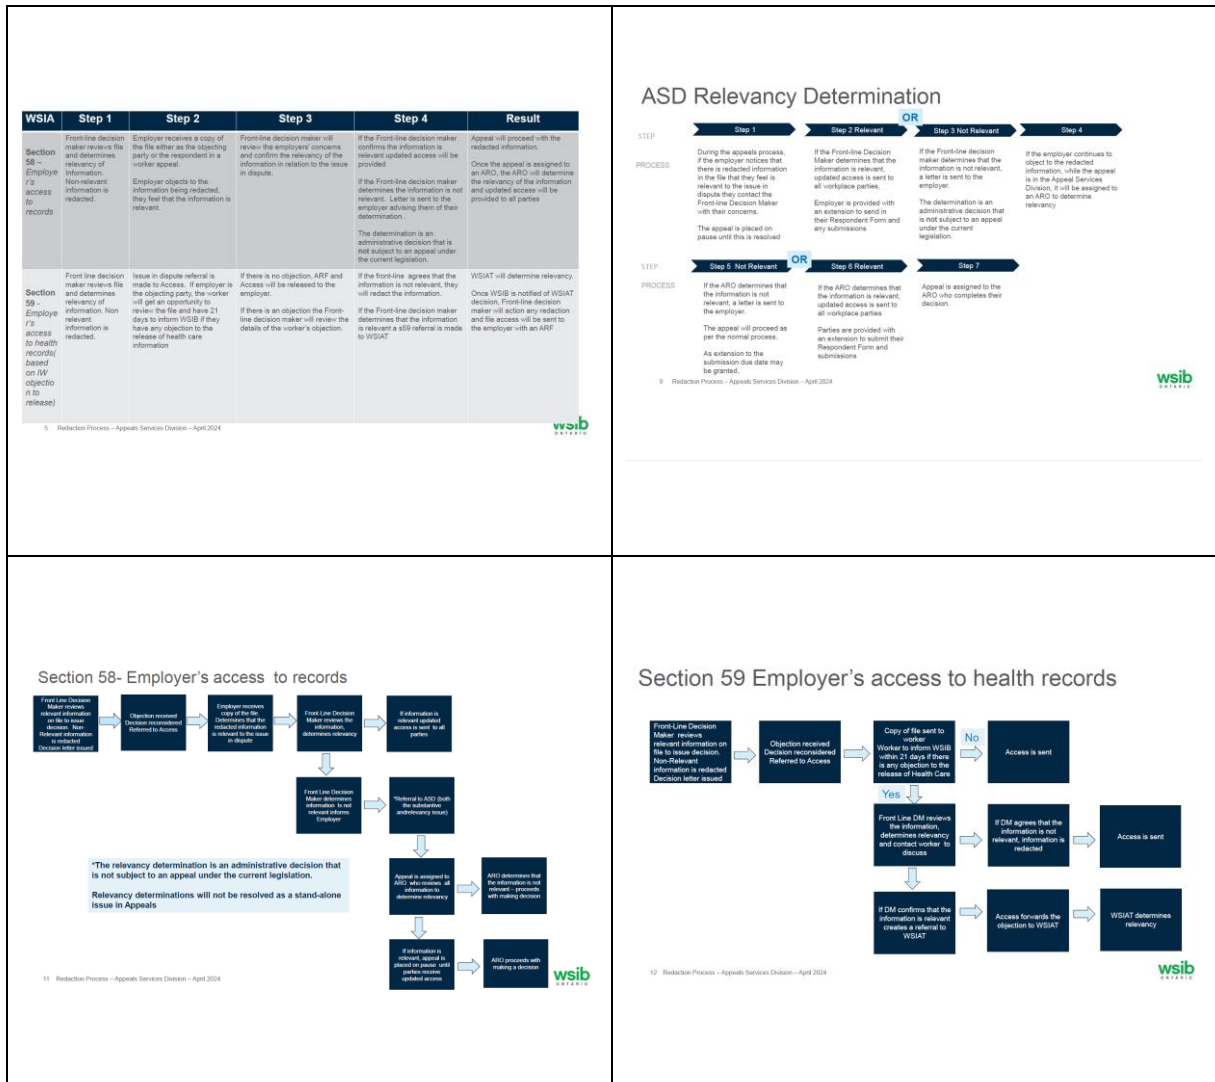 WSIA Step 1 Step 2 Step 3 Step 4 Result
Section
58 –
Employe
r's
access
to
records
Front-line decision
maker reviews file
and determines
relevancy of
Information.
Non-relevant
information is
redacted.
Employer receives a copy of
the file either as the objecting
party or the respondent in a
worker appeal.
Employer objects to the
information being redacted,
they feel that the information is
relevant.
Front-line decision maker will
review the employers' concerns
and confirm the relevancy of the
information in relation to the issue
in dispute.
If the Front-line decision maker
confirms the information is
relevant updated access will be
provided
If the Front-line decision maker
determines the information is not
relevant. Letter is sent to the
employer advising them of their
determination .
The determination is an
administrative decision that is
not subject to an appeal under
the current legislation.
Appeal will proceed with the
redacted information.
Once the appeal is assigned to
an ARO, the ARO will determine
the relevancy of the information
and updated access will be
provided to all parties
Section
59 -
Employe
r's
access
to health
records(
based
on IW
objectio
n to
release)
Front line decision
maker reviews file
and determines
relevancy of
information. Non
relevant
information is
redacted.
Issue in dispute referral is
made to Access. If employer is
the objecting party, the worker
will get an opportunity to
review the file and have 21
days to inform WSIB if they
have any objection to the
release of health care
information
If there is no objection, ARF and
Access will be released to the
employer.
If there is an objection the Front-
line decision maker will review the
details of the worker's objection.
If the front-line agrees that the
information is not relevant, they
will redact the information.
If the Front-line decision maker
determines that the information
is relevant a s59 referral is made
to WSIAT
WSIAT will determine relevancy.
Once WSIB is notified of WSIAT
decision, Front-line decision
maker will action any redaction
and file access will be sent to
the employer with an ARF
5 Redaction Process – Appeals Services Division – April 2024
wsib
ONTARIO
ASD Relevancy Determination
OR
STEP
Step 1
Step 2 Relevant
Step 3 Not Relevant
Step 4
PROCESS
During the appeals process,
if the employer notices that
there is redacted information
in the file that they feel is
relevant to the issue in
dispute they contact the
Front-line Decision Maker
with their concerns.
The appeal is placed on
pause until this is resolved
If the Front-line Decision
Maker determines that the
information is relevant,
updated access is sent to
all workplace parties.
Employer is provided with
an extension to send in
their Respondent Form and
any submissions
If the Front-line decision
maker determines that the
information is not relevant,
a letter is sent to the
employer.
The determination is an
administrative decision that
is not subject to an appeal
under the current
legislation.
If the employer continues to
object to the redacted
information, while the appeal
is in the Appeal Services
Division, it will be assigned
to an ARO to determine
relevancy
OR
STEP
Step 5 Not Relevant
Step 6 Relevant
Step 7
PROCESS
If the ARO determines that
the information is not
relevant, a letter is sent to
the employer.
The appeal will proceed as
per the normal process.
As extension to the
submission due date may
be granted.
If the ARO determines that
the information is relevant,
updated access is sent to
all workplace parties
Parties are provided with
an extension to submit their
Respondent Form and
submissions
Appeal is assigned to the
ARO who completes their
decision.
9 Redaction Process – Appeals Services Division – April 2024
wsib
ONTARIO
Section 58- Employer's access to records
Front Line Decision
Maker reviews
relevant information
on file to issue
decision. Non-
Relevant information
is redacted
Decision letter issued
Objection received
Decision reconsidered
Referred to Access
Employer receives
copy of the file
Determines that the
redacted information
is relevant to the issue
in dispute
Front Line Decision
Maker reviews the
information,
determines relevancy
If information is
relevant updated
access is sent to all
parties
Front Line Decision
Maker determines
information Is not
relevant informs
Employer
*Referral to ASD (both
the substantive
andrelevancy issue)
*The relevancy determination is an administrative decision that
is not subject to an appeal under the current legislation.
Relevancy determinations will not be resolved as a stand-alone
issue in Appeals
Appeal is assigned to
ARO who reviews all
information to
determine relevancy
ARO determines that
the information is not
relevant – proceeds
with making decision
If information is
relevant, appeal is
placed on pause until
parties receive
updated access
ARO proceeds with
making a decision
11 Redaction Process – Appeals Services Division – April 2024
wsib
ONTARIO
Section 59 Employer's access to health records
Front-Line Decision
Maker reviews
relevant information on
file to issue decision.
Non-Relevant
information is redacted
Decision letter issued
Objection received
Decision reconsidered
Referred to Access
Copy of file sent to
worker
Worker to inform WSIB
within 21 days if there
is any objection to the
release of Health Care
No
Access is sent
Yes
Front Line DM reviews
the information,
determines relevancy
and contact worker to
discuss
If DM agrees that the
information is not
relevant, information is
redacted
Access is sent
If DM confirms that the
information is relevant
creates a referral to
WSIAT
Access forwards the
objection to WSIAT
WSIAT determines
relevancy
12 Redaction Process – Appeals Services Division – April 2024
wsib
ONTARIO